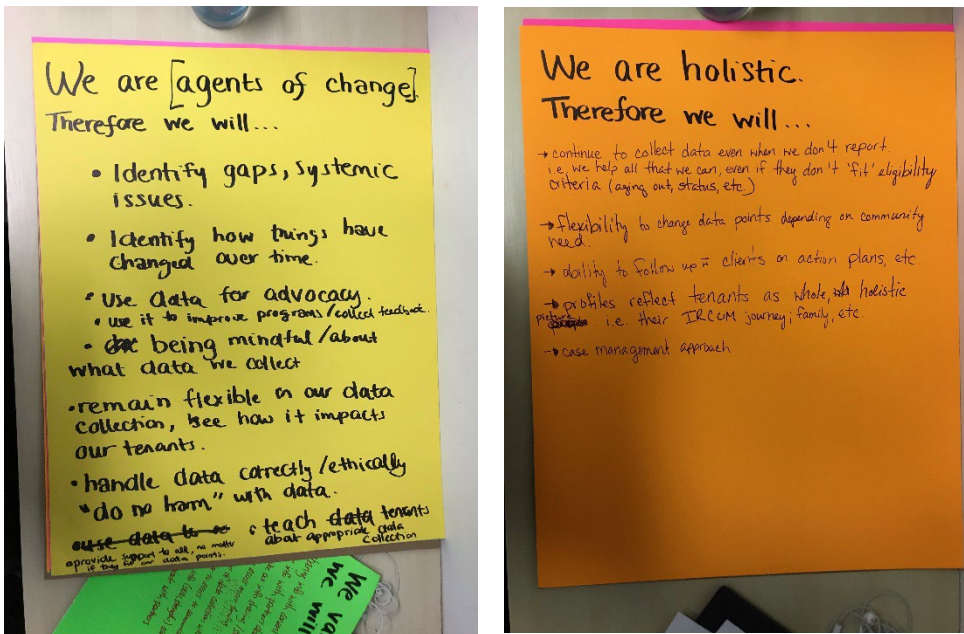 We are [agents of change].
Therefore we will...
• Identify gaps, systemic
issues.
• Identify how things have
changed over time.
• Use data for advocacy.
• use it to improve programs/collect feedback.
• being mindful/about
what data we collect
• remain flexible in our data
collection, see how it impacts
our tenants.
• handle data correctly/ethically
"do no harm" with data.
• use data to
• teach data tenants
about appropriate data
collection
provide support to all, no matter
if they fit our data points.
We va
we will
We are holistic.
Therefore we will...
→ continue to collect data even when we don't report.
i.e. we help all that we can, even if they don't 'fit' eligibility
criteria (aging out, status, etc.)
→ flexibility to change data points depending on community
need.
→ ability to follow up c̄ clients on action plans, etc.
→ profiles reflect tenants as whole, holistic
picture i.e. their IRCOM journey; family, etc.
→ case management approach